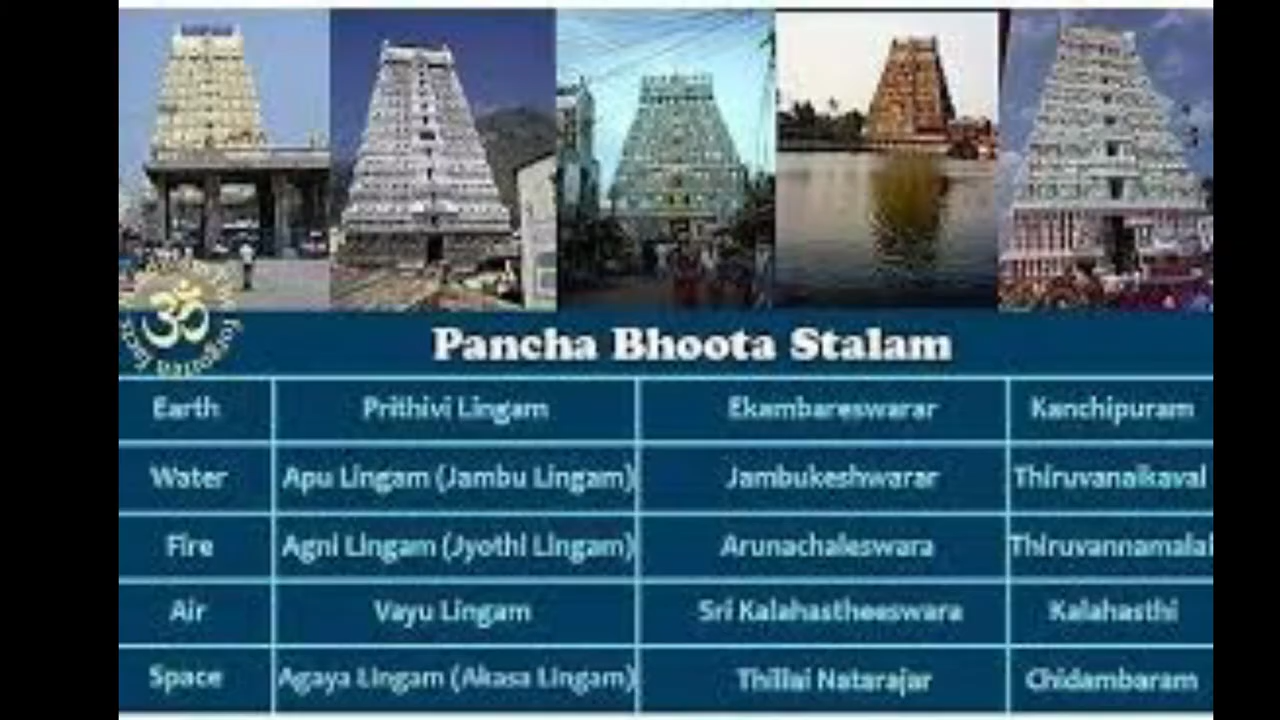 ॐ
Pancha Bhoota Stalam
Earth Prithivi Lingam Ekambareswarar Kanchipuram
Water Apu Lingam (Jambu Lingam) Jambukeshwarar Thiruvanaikaval
Fire Agni Lingam (Jyothi Lingam) Arunachaleswara Thiruvannamalai
Air Vayu Lingam Sri Kalahastheeswara Kalahasthi
Space Agaya Lingam (Akasa Lingam) Thillai Natarajar Chidambaram